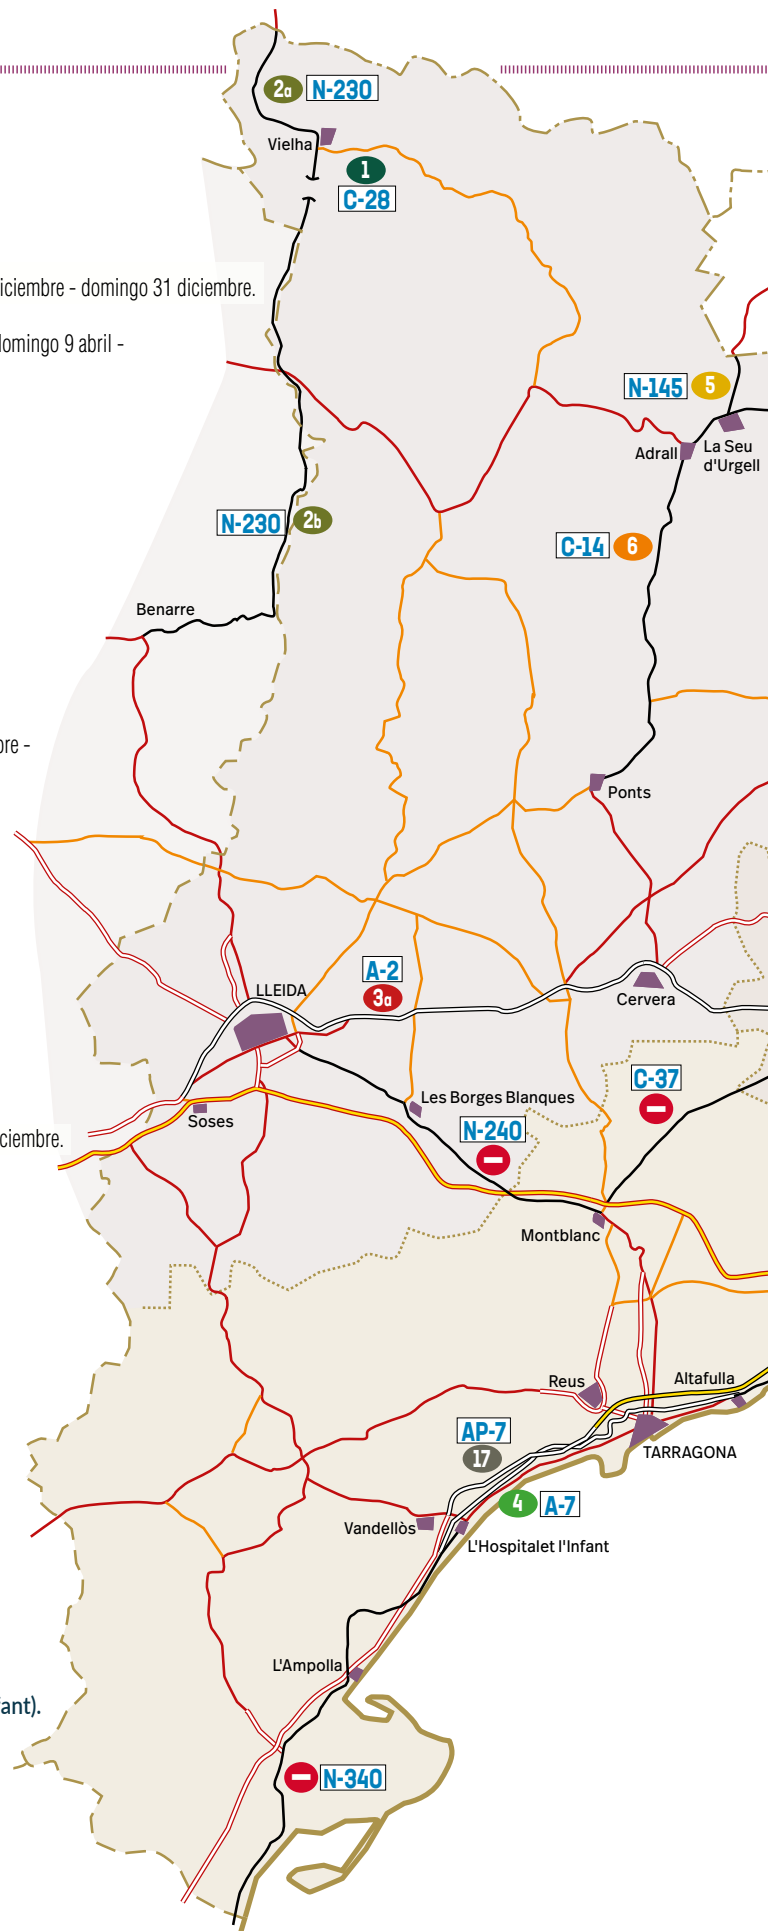 2a N-230
Vielha
1
C-28
iciembre - domingo 31 diciembre.
domingo 9 abril -
N-145 5
Adrall
La Seu
d'Urgell
N-230 2b
C-14 6
Benarre
bre -
Ponts
A-2
3a
LLEIDA
Cervera
C-37
Les Borges Blanques
Soses
N-240
ciembre.
Montblanc
Reus
Altafulla
AP-7
17
TARRAGONA
4 A-7
Vandellòs
L'Hospitalet l'Infant
L'Ampolla
fant).
N-340